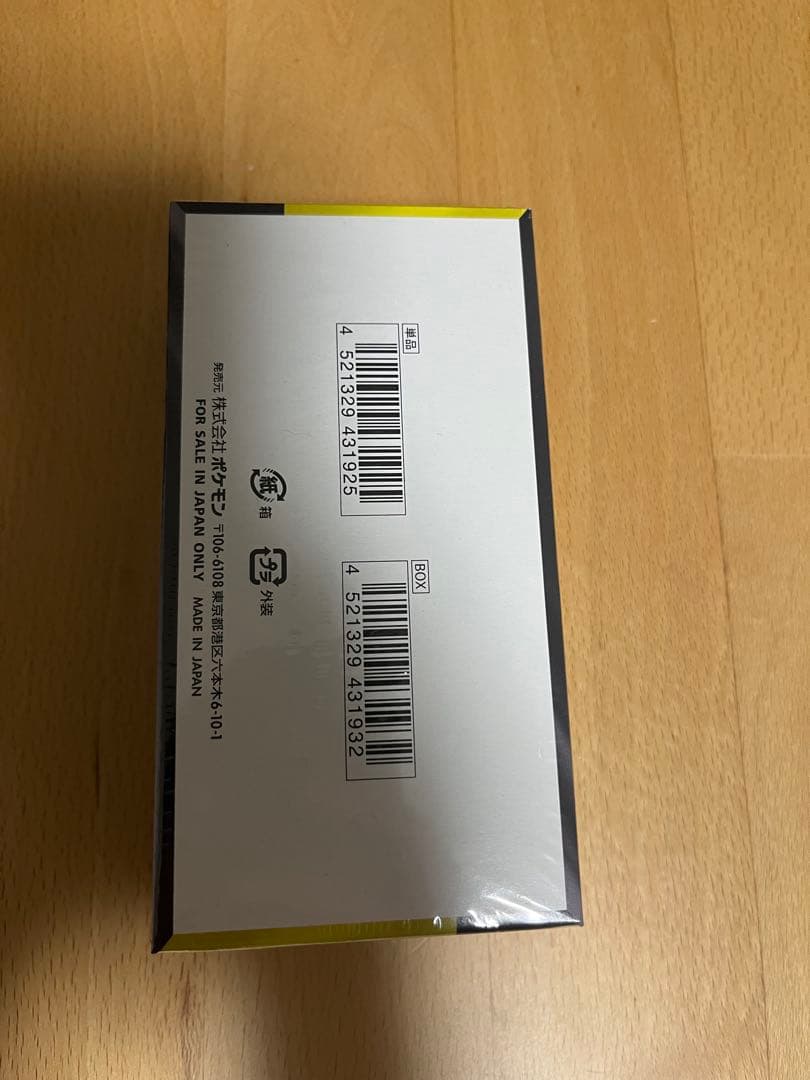 単品
4 521329 431925
BOX
4 521329 431932
紙 箱
プラ 外装
発売元 株式会社ポケモン 〒106-6108 東京都港区六本木6-10-1
FOR SALE IN JAPAN ONLY MADE IN JAPAN